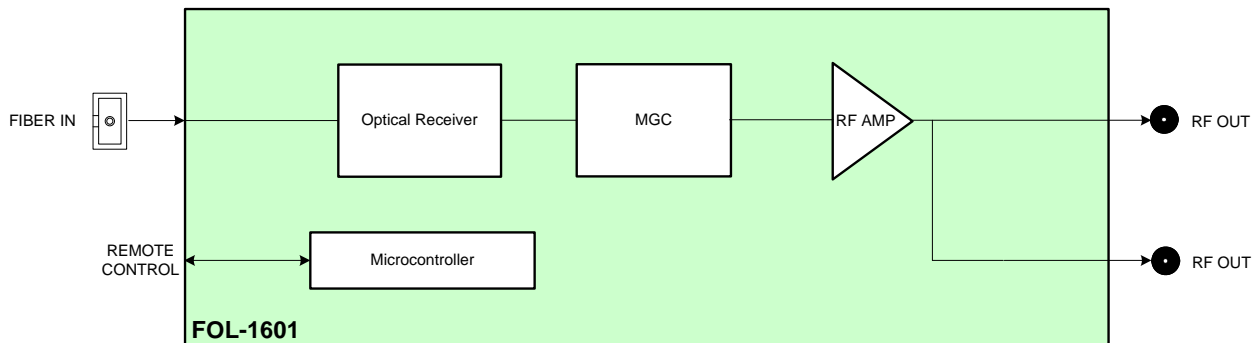 FIBER IN
Optical Receiver
MGC
RF AMP
RF OUT
REMOTE
CONTROL
Microcontroller
RF OUT
FOL-1601